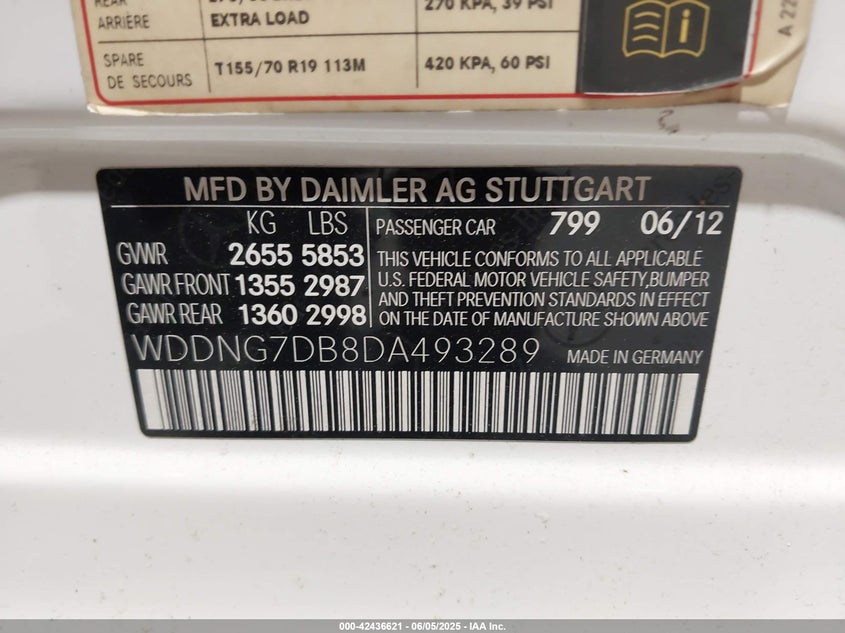 REAR
EXTRA LOAD
270 KPA, 39 PSI
ARRIÈRE
SPARE
DE SECOURS
T155/70 R19 113M
420 KPA, 60 PSI
A 22
MFD BY DAIMLER AG STUTTGART
KG LBS
PASSENGER CAR 799 06/12
GVWR 2655 5853
GAWR FRONT 1355 2987
GAWR REAR 1360 2998
THIS VEHICLE CONFORMS TO ALL APPLICABLE
U.S. FEDERAL MOTOR VEHICLE SAFETY,BUMPER
AND THEFT PREVENTION STANDARDS IN EFFECT
ON THE DATE OF MANUFACTURE SHOWN ABOVE
WDDNG7DB8DA493289
MADE IN GERMANY
000-42436621 - 06/05/2025 - IAA Inc.